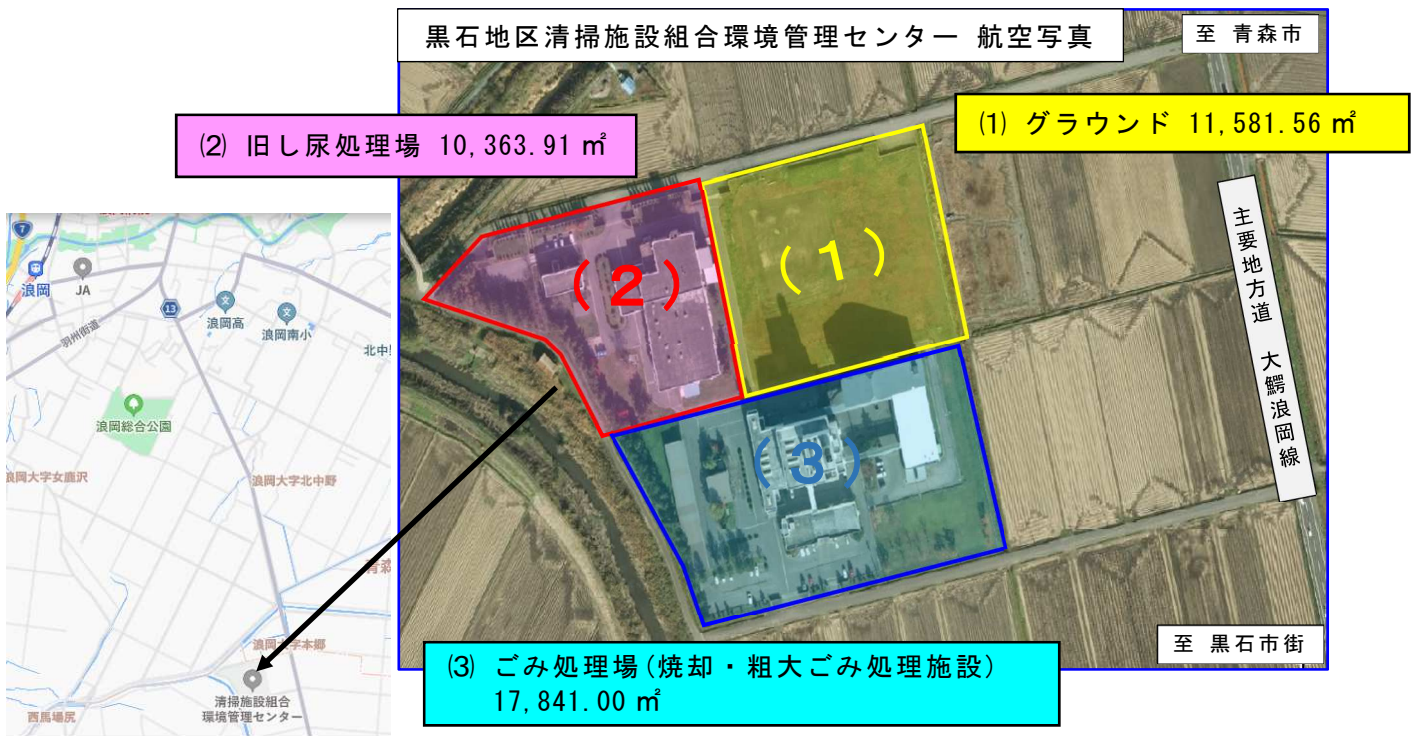 黒石地区清掃施設組合環境管理センター 航空写真
至 青森市
⑴ グラウンド 11,581.56 ㎡
⑵ 旧し尿処理場 10,363.91 ㎡
(1)
(2)
(3)
主要地方道 大鰐浪岡線
至 黒石市街
⑶ ごみ処理場(焼却・粗大ごみ処理施設)
17,841.00 ㎡
7
浪岡
JA
13
羽州街道
文
浪岡高
文
浪岡南小
北中
浪岡総合公園
岡大字女鹿沢
浪岡大字北中野
青森
浪岡大字本郷
清掃施設組合
環境管理センター
西馬場尻